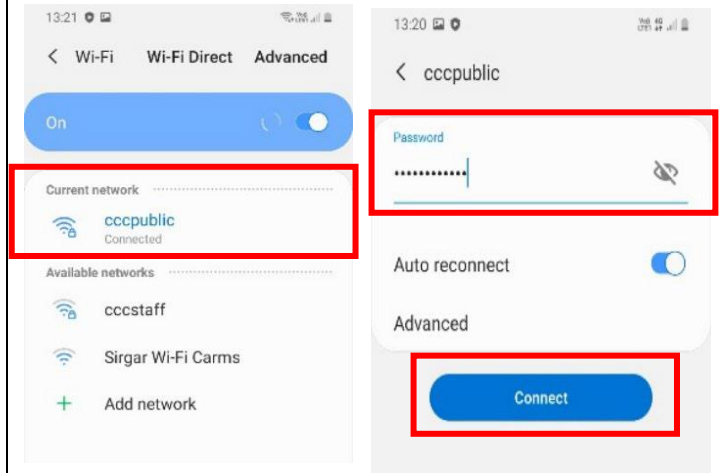 13:21
< Wi-Fi Wi-Fi Direct Advanced
On
Current network
cccpublic
Connected
Available networks
cccstaff
Sirgar Wi-Fi Carms
+ Add network
13:20
< cccpublic
Password
••••••••••••
Auto reconnect
Advanced
Connect